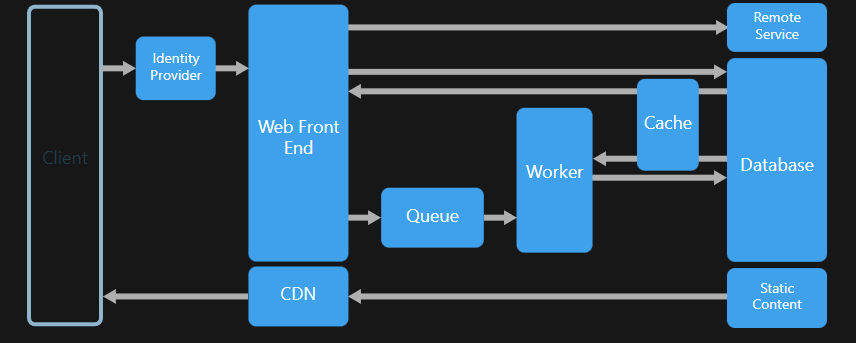 Client
Identity
Provider
Web Front
End
Remote
Service
Cache
Database
Worker
Queue
CDN
Static
Content